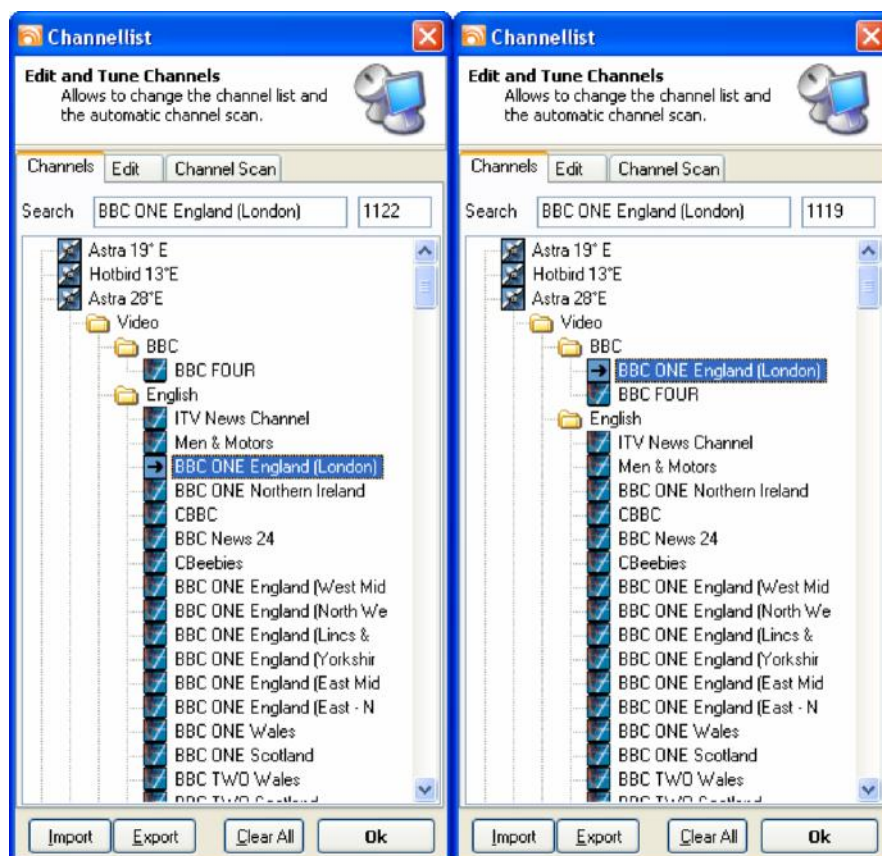 Channellist
Edit and Tune Channels
Allows to change the channel list and
the automatic channel scan.
Channels Edit Channel Scan
Search BBC ONE England (London) 1122
Astra 19° E
Hotbird 13°E
Astra 28°E
Video
BBC
BBC FOUR
English
ITV News Channel
Men & Motors
BBC ONE England (London)
BBC ONE Northern Ireland
CBBC
BBC News 24
CBeebies
BBC ONE England (West Mid
BBC ONE England (North We
BBC ONE England (Lincs &
BBC ONE England (Yorkshir
BBC ONE England (East Mid
BBC ONE England (East - N
BBC ONE Wales
BBC ONE Scotland
BBC TWO Wales
BBC TWO Scotland
Import Export Clear All Ok
Channellist
Edit and Tune Channels
Allows to change the channel list and
the automatic channel scan.
Channels Edit Channel Scan
Search BBC ONE England (London) 1119
Astra 19° E
Hotbird 13°E
Astra 28°E
Video
BBC
BBC ONE England (London)
BBC FOUR
English
ITV News Channel
Men & Motors
BBC ONE Northern Ireland
CBBC
BBC News 24
CBeebies
BBC ONE England (West Mid
BBC ONE England (North We
BBC ONE England (Lincs &
BBC ONE England (Yorkshir
BBC ONE England (East Mid
BBC ONE England (East - N
BBC ONE Wales
BBC ONE Scotland
BBC TWO Wales
BBC TWO Scotland
Import Export Clear All Ok